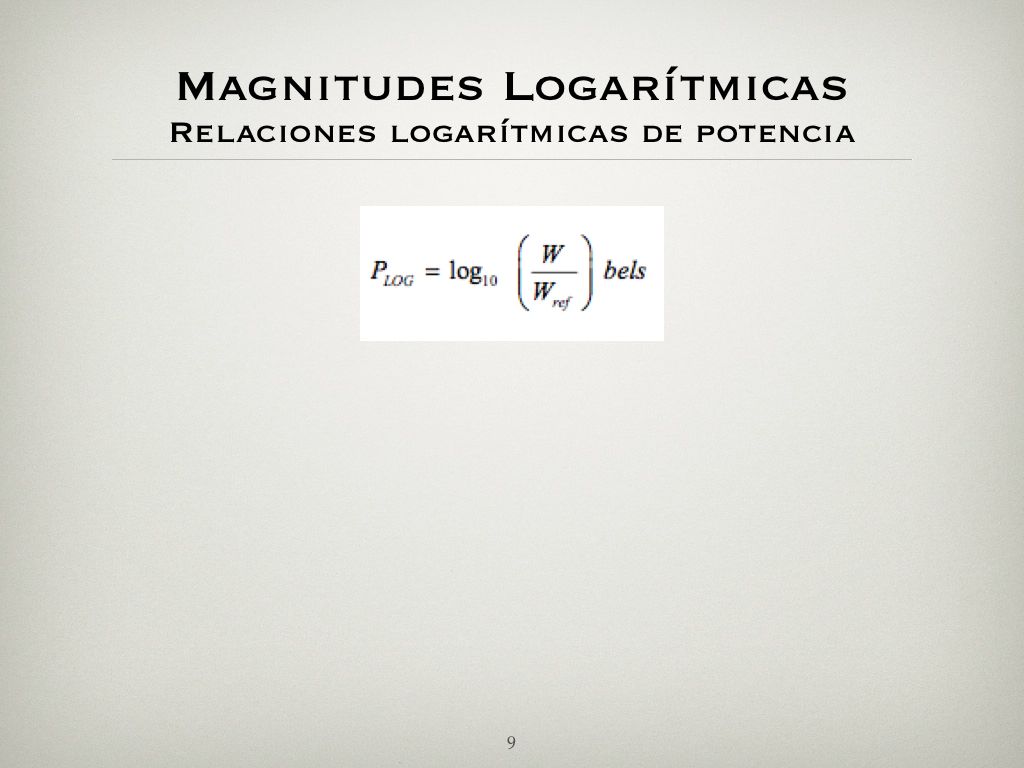 Magnitudes Logarítmicas
Relaciones logarítmicas de potencia
P_LOG = log_10 (W / W_ref) bels
9